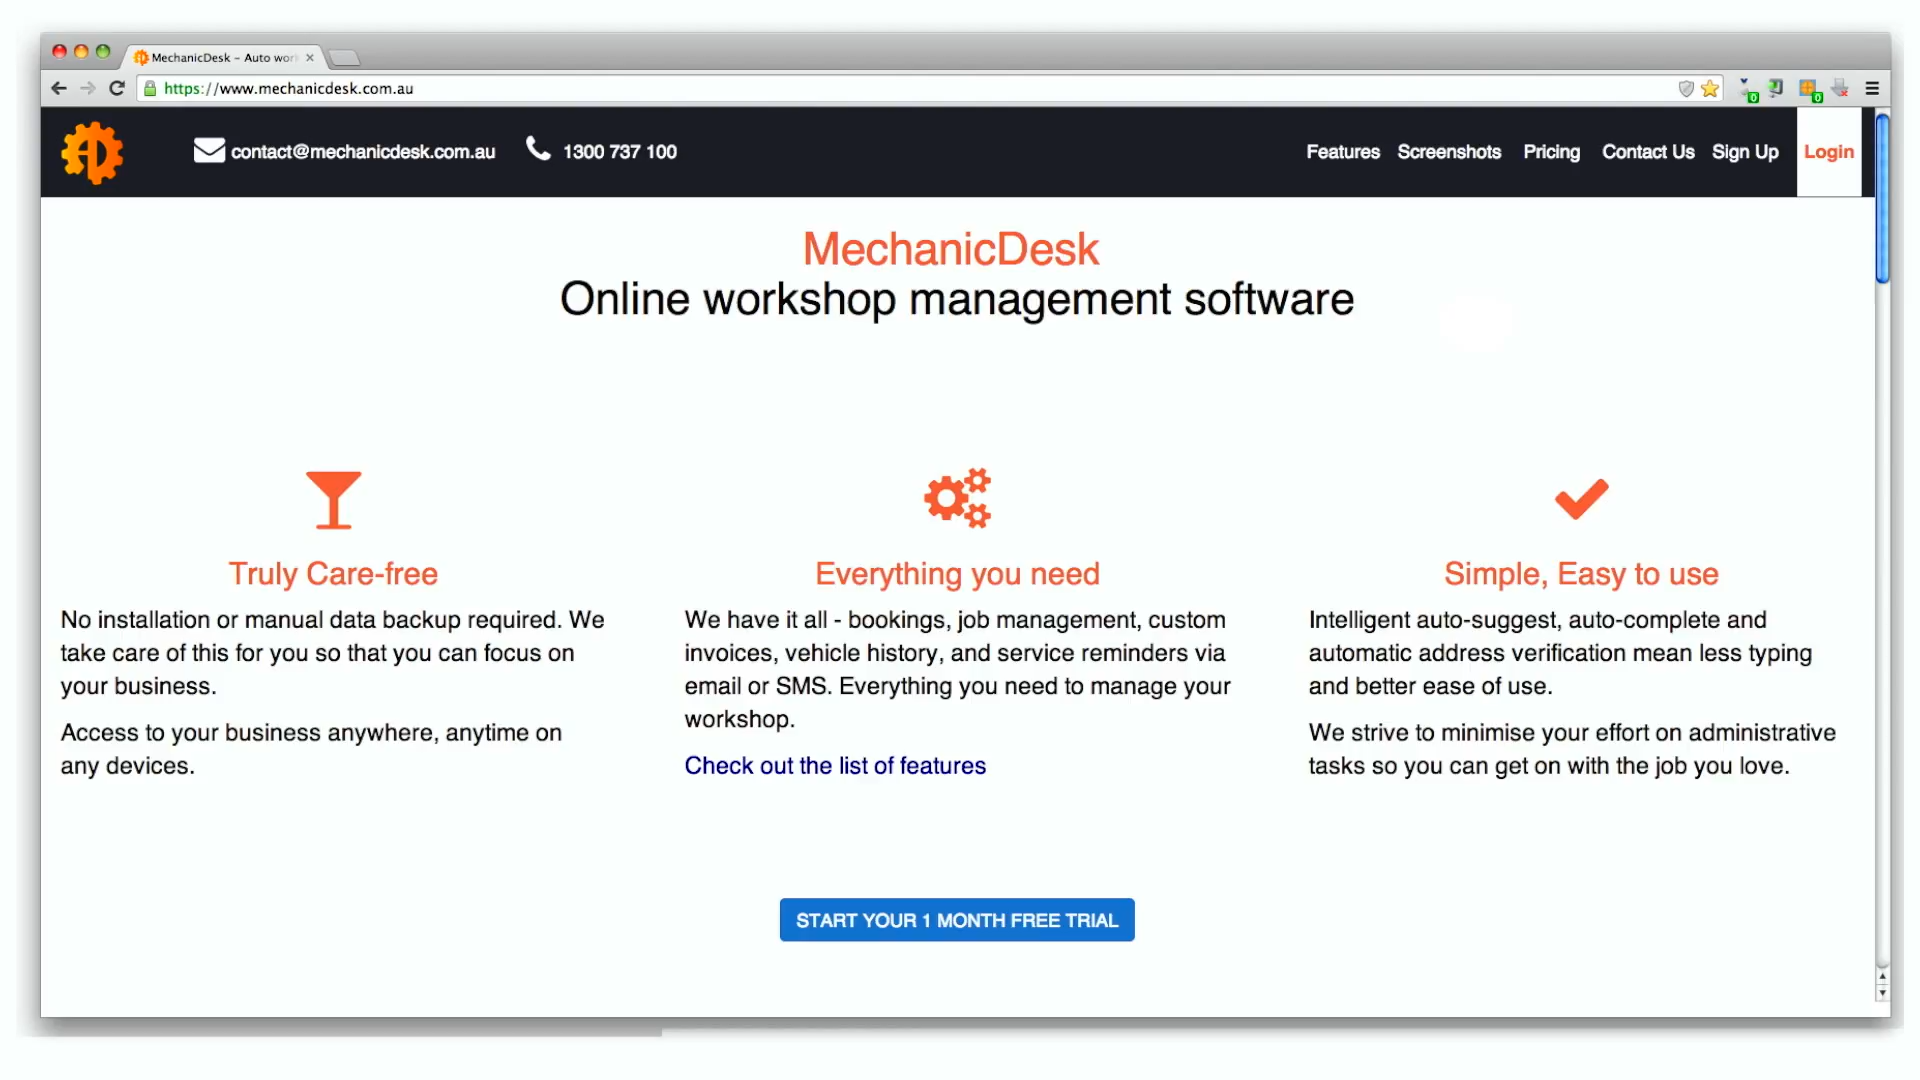 MechanicDesk - Auto wor
https://www.mechanicdesk.com.au
0
0
contact@mechanicdesk.com.au
1300 737 100
Features
Screenshots
Pricing
Contact Us
Sign Up
Login
MechanicDesk
Online workshop management software
Truly Care-free
No installation or manual data backup required. We
take care of this for you so that you can focus on
your business.
Access to your business anywhere, anytime on
any devices.
Everything you need
We have it all - bookings, job management, custom
invoices, vehicle history, and service reminders via
email or SMS. Everything you need to manage your
workshop.
Check out the list of features
Simple, Easy to use
Intelligent auto-suggest, auto-complete and
automatic address verification mean less typing
and better ease of use.
We strive to minimise your effort on administrative
tasks so you can get on with the job you love.
START YOUR 1 MONTH FREE TRIAL